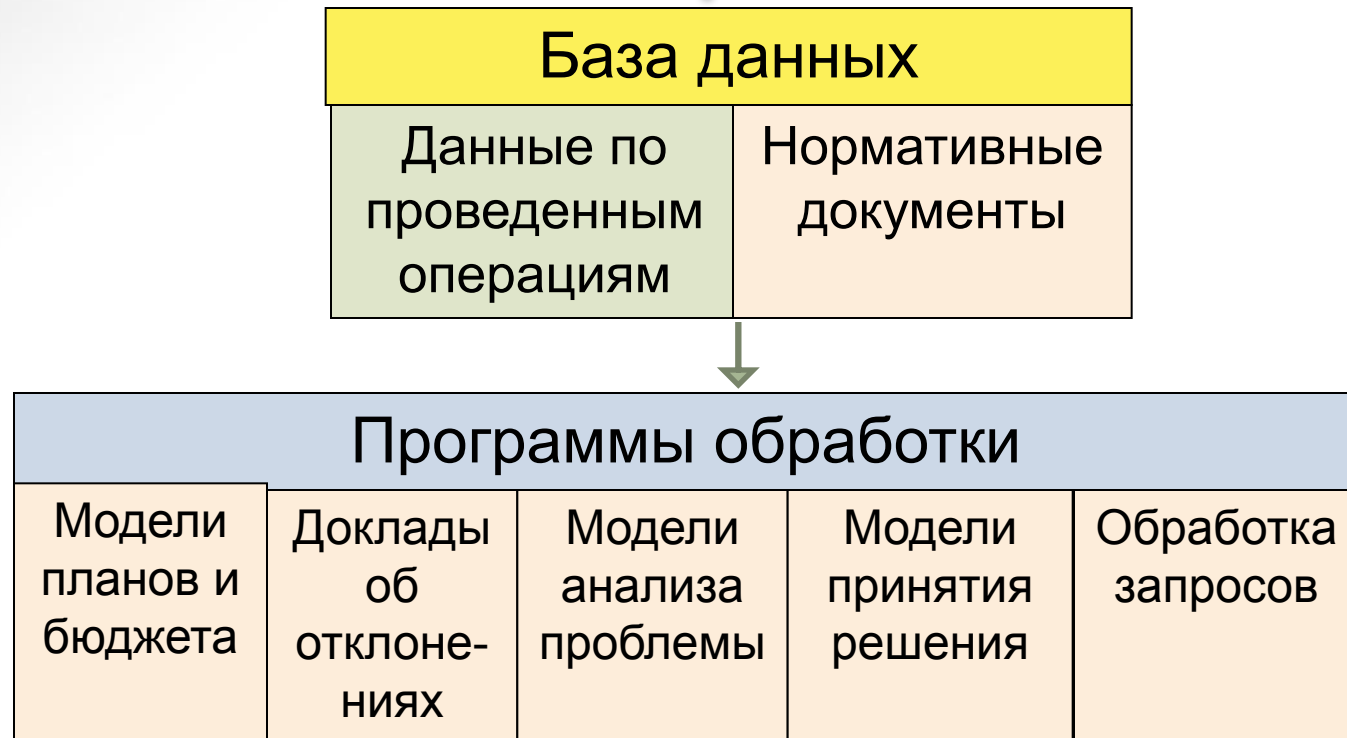 База данных
Данные по
проведенным
операциям
Нормативные
документы
Программы обработки
Модели
планов и
бюджета
Доклады
об
отклоне-
ниях
Модели
анализа
проблемы
Модели
принятия
решения
Обработка
запросов